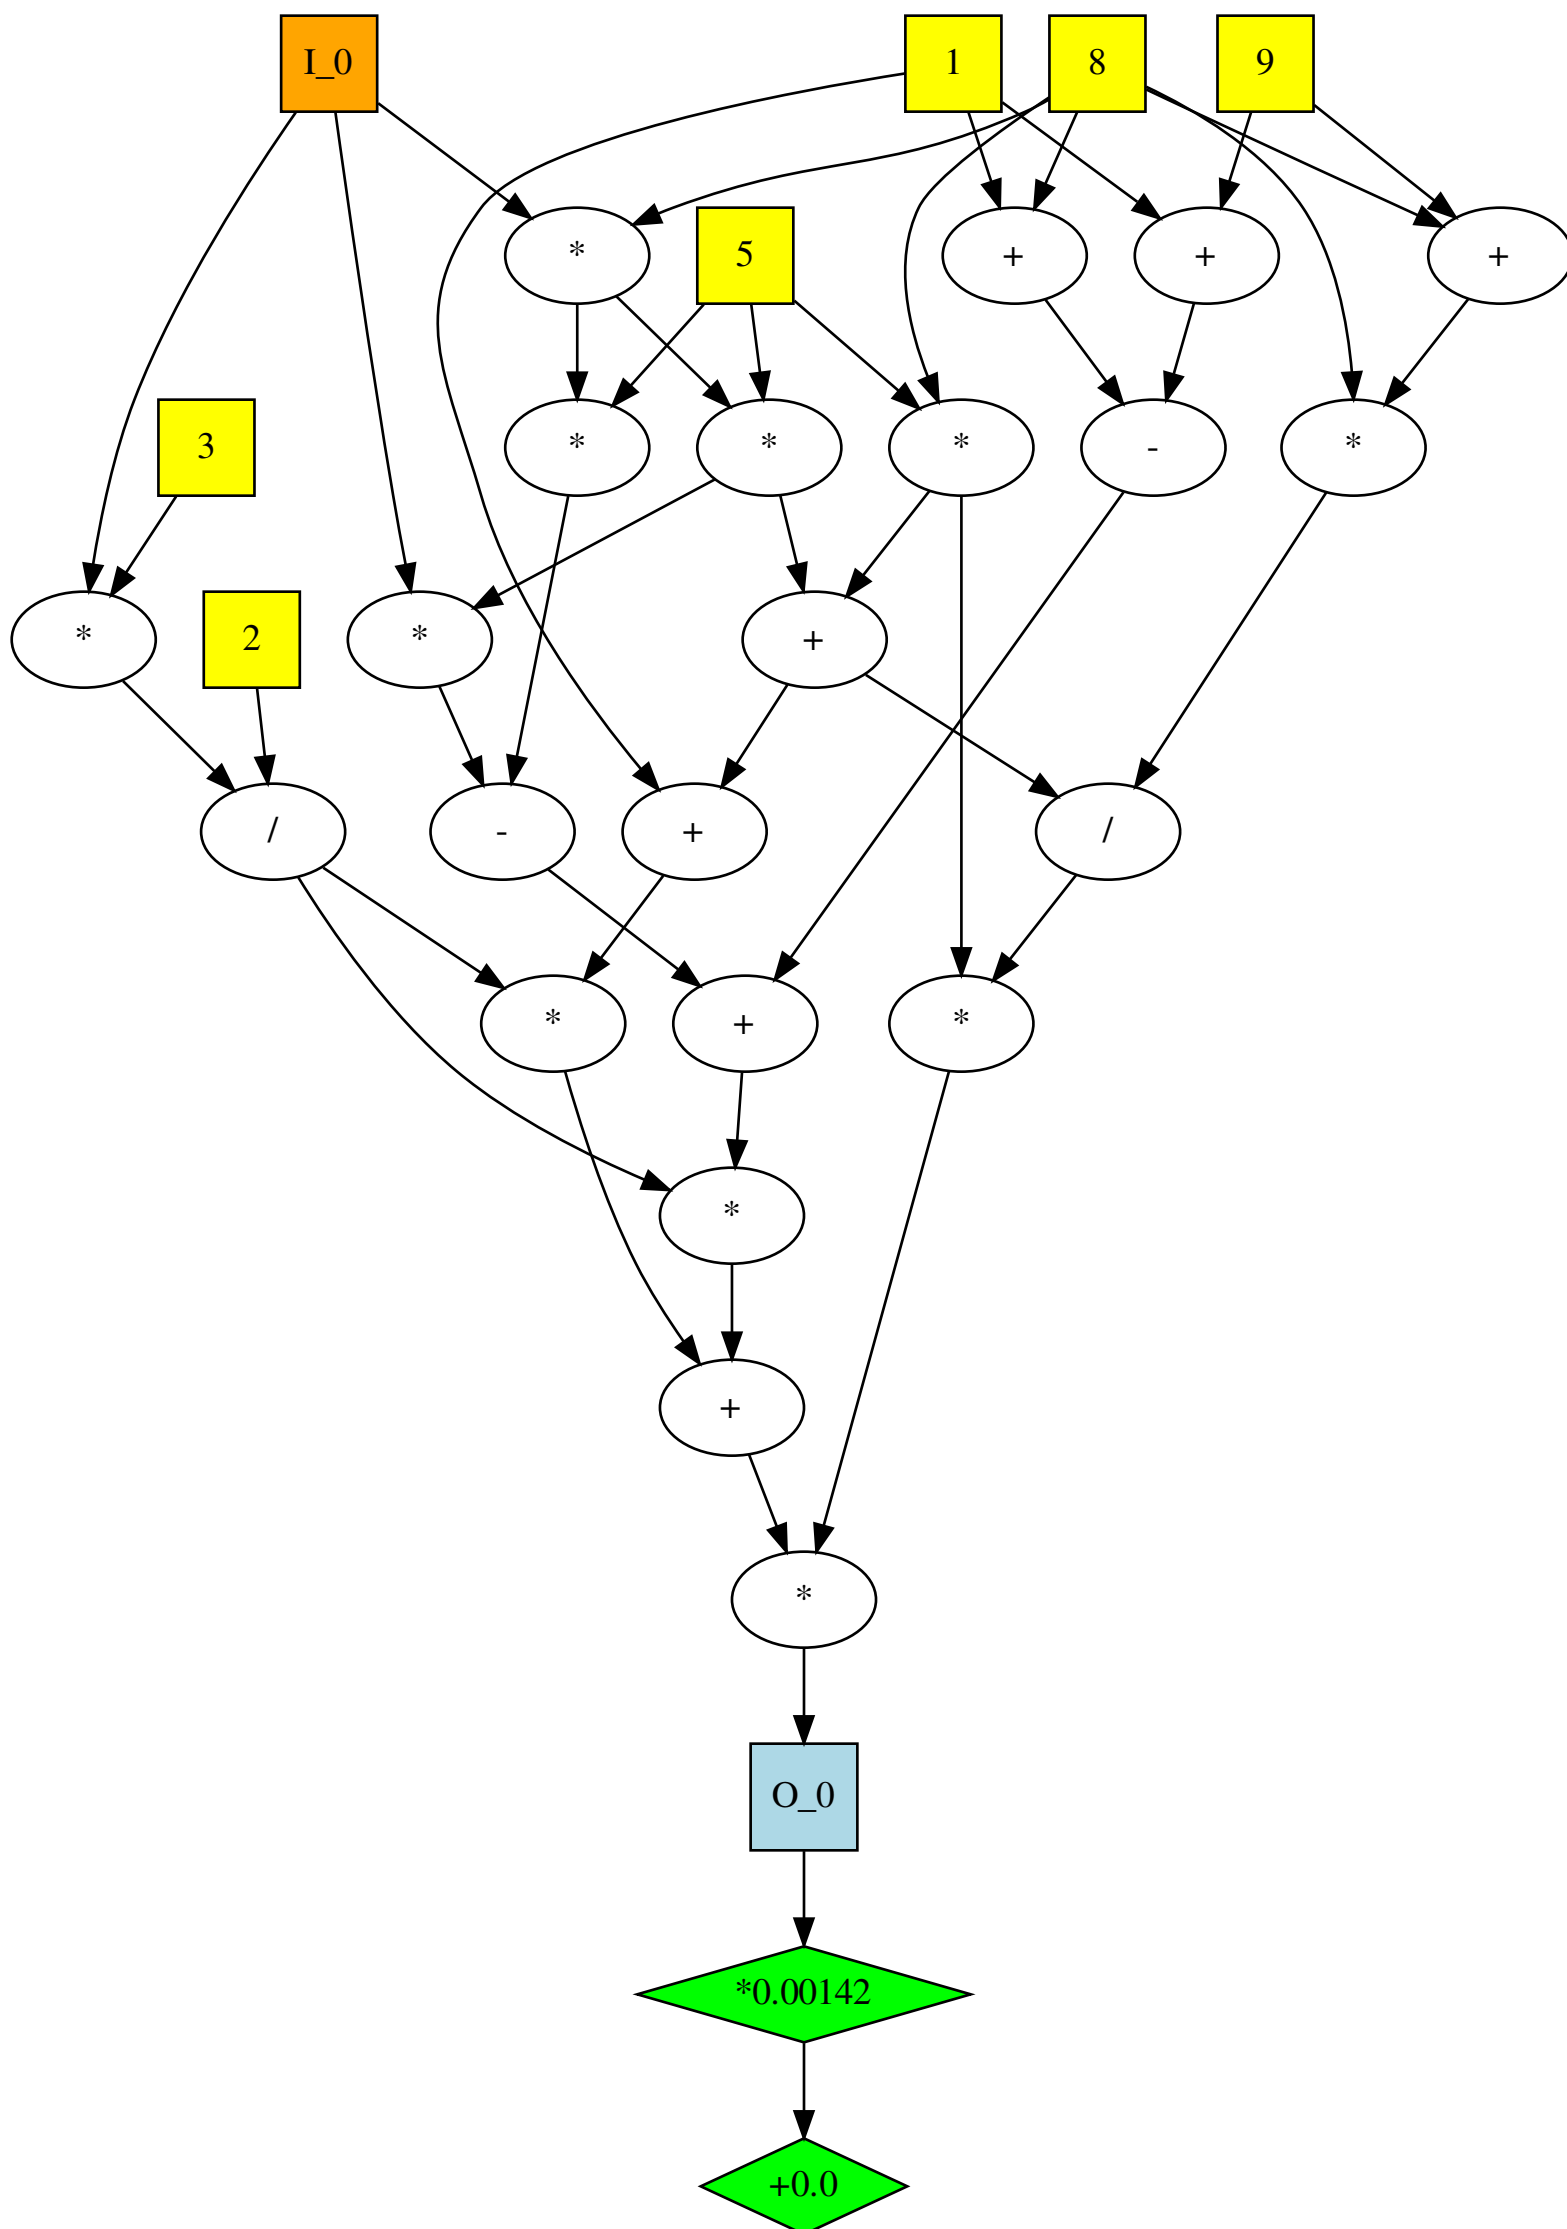 I_0 1 8 9
* 5 + + +
3 * * * - *
* 2 * +
/ - + /
* + *
*
+
*
O_0
*0.00142
+0.0